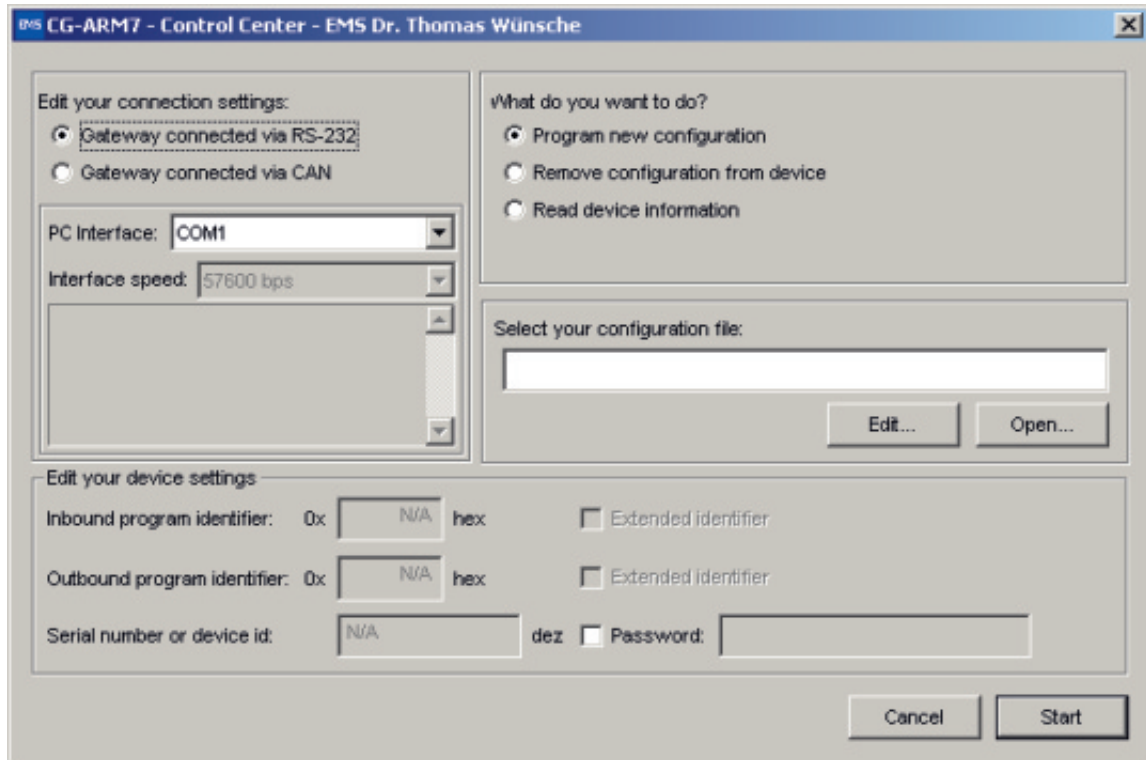 EMS CG-ARM7 - Control Center - EMS Dr. Thomas Wünsche
Edit your connection settings:
Gateway connected via RS-232
Gateway connected via CAN
PC Interface: COM1
Interface speed: 57600 bps
What do you want to do?
Program new configuration
Remove configuration from device
Read device information
Select your configuration file:
Edit...
Open...
Edit your device settings
Inbound program identifier: 0x N/A hex
Extended identifier
Outbound program identifier: 0x N/A hex
Extended identifier
Serial number or device id: N/A dez
Password:
Cancel
Start